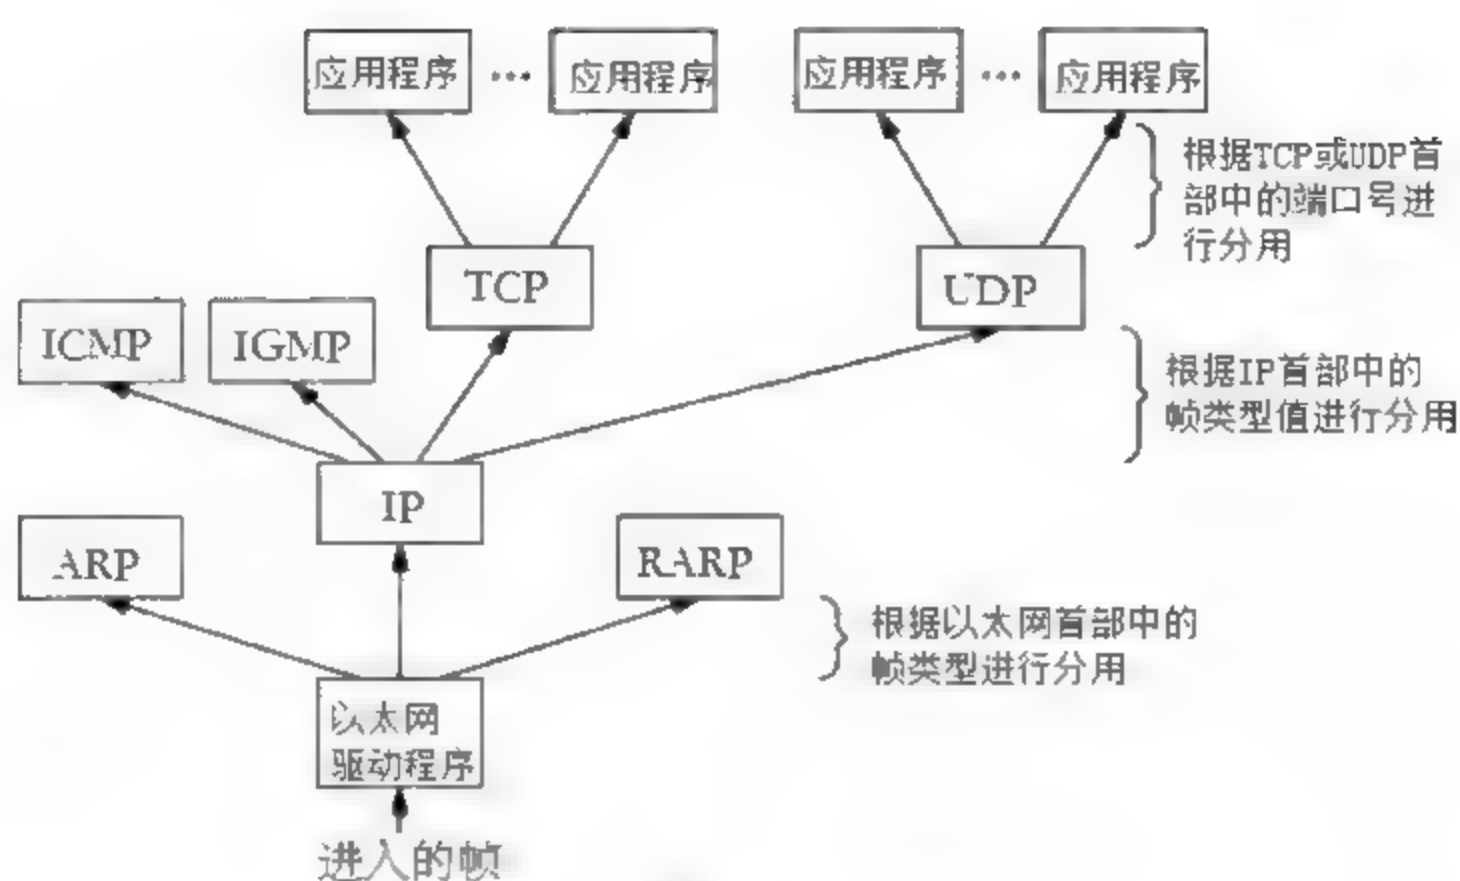 应用程序 … 应用程序 应用程序 … 应用程序
根据TCP或UDP首
部中的端口号进
行分用
TCP UDP
ICMP IGMP
根据IP首部中的
帧类型值进行分用
IP
ARP RARP
根据以太网首部中的
帧类型进行分用
以太网
驱动程序
进入的帧